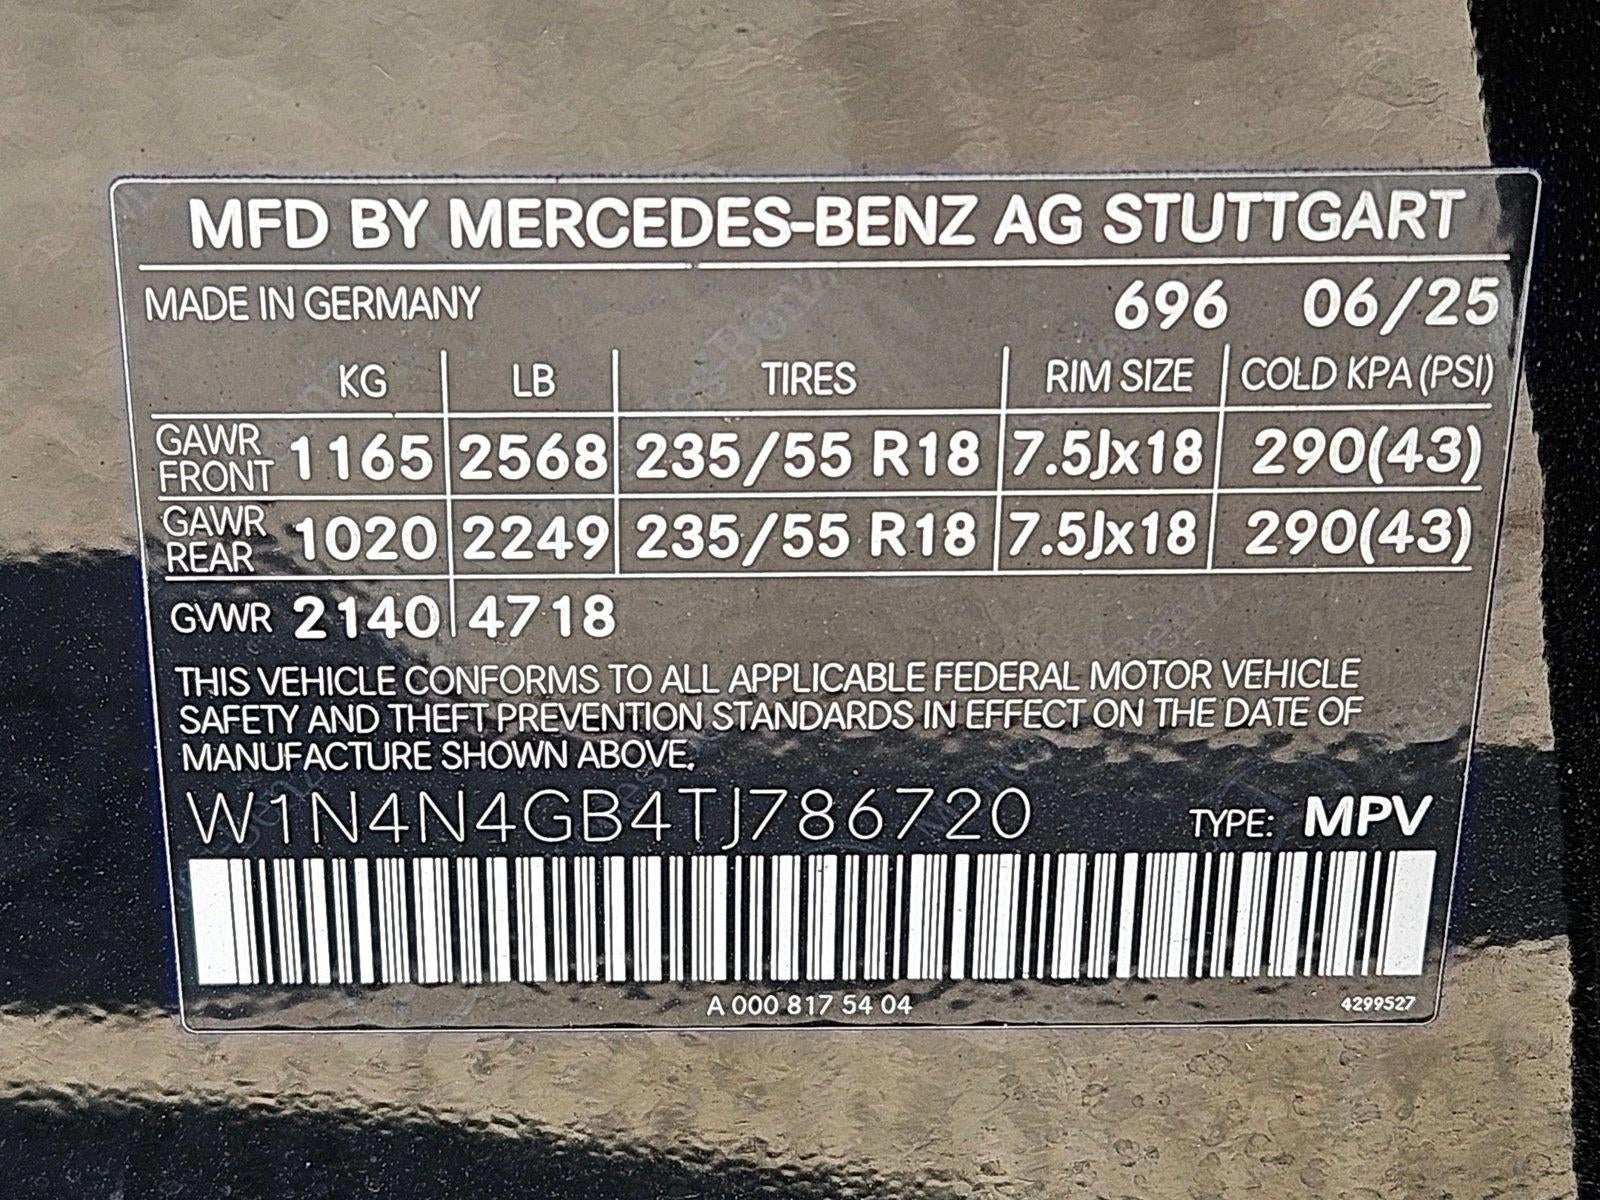 MFD BY MERCEDES-BENZ AG STUTTGART
MADE IN GERMANY 696 06/25
KG LB TIRES RIM SIZE COLD KPA (PSI)
GAWR FRONT 1165 2568 235/55 R18 7.5Jx18 290(43)
GAWR REAR 1020 2249 235/55 R18 7.5Jx18 290(43)
GVWR 2140 4718
THIS VEHICLE CONFORMS TO ALL APPLICABLE FEDERAL MOTOR VEHICLE
SAFETY AND THEFT PREVENTION STANDARDS IN EFFECT ON THE DATE OF
MANUFACTURE SHOWN ABOVE.
W1N4N4GB4TJ786720 TYPE: MPV
A 000 817 54 04 4299527